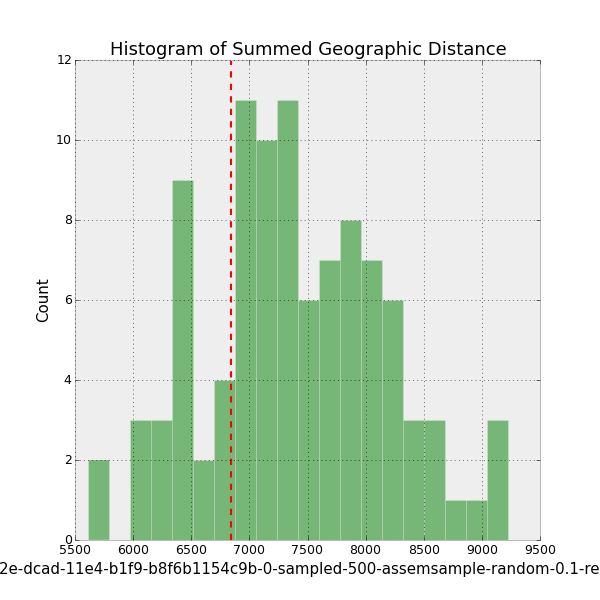 Histogram of Summed Geographic Distance
12
10
8
6
4
2
0
Count
5500 6000 6500 7000 7500 8000 8500 9000 9500
2e-dcad-11e4-b1f9-b8f6b1154c9b-0-sampled-500-assemsample-random-0.1-re